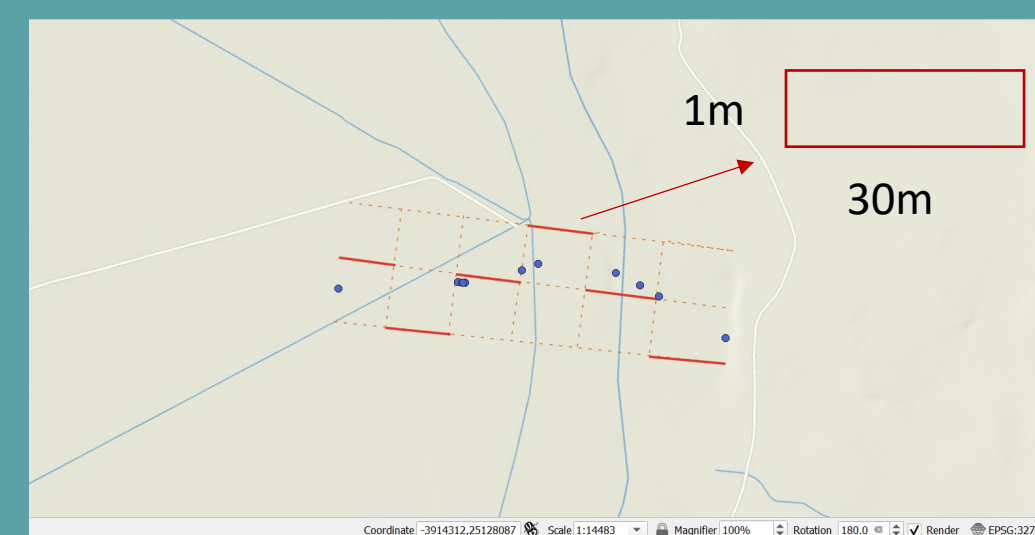 1m
30m
Coordinate -3914312,25128087 Scale 1:14483 Magnifier 100% Rotation 180.0 Render EPSG:327